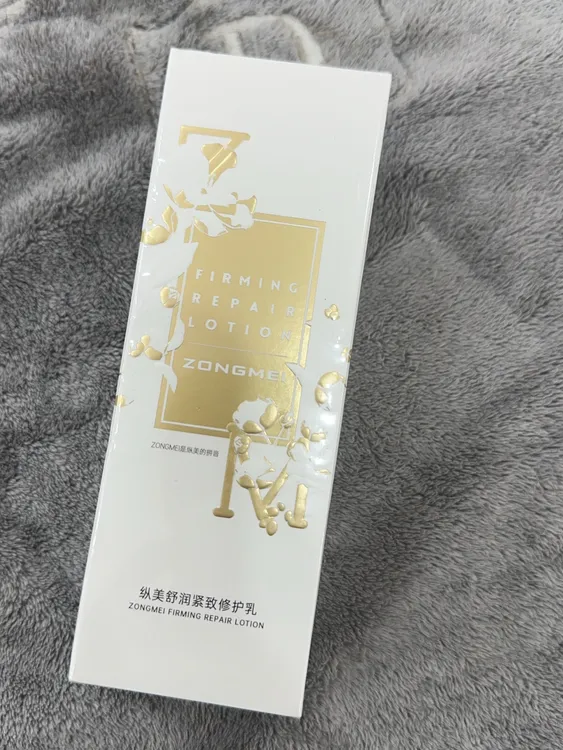 Z
FIRMING
REPAIR
LOTION
ZONGMEI
ZONGMEI是纵美的拼音
M
纵美舒润紧致修护乳
ZONGMEI FIRMING REPAIR LOTION